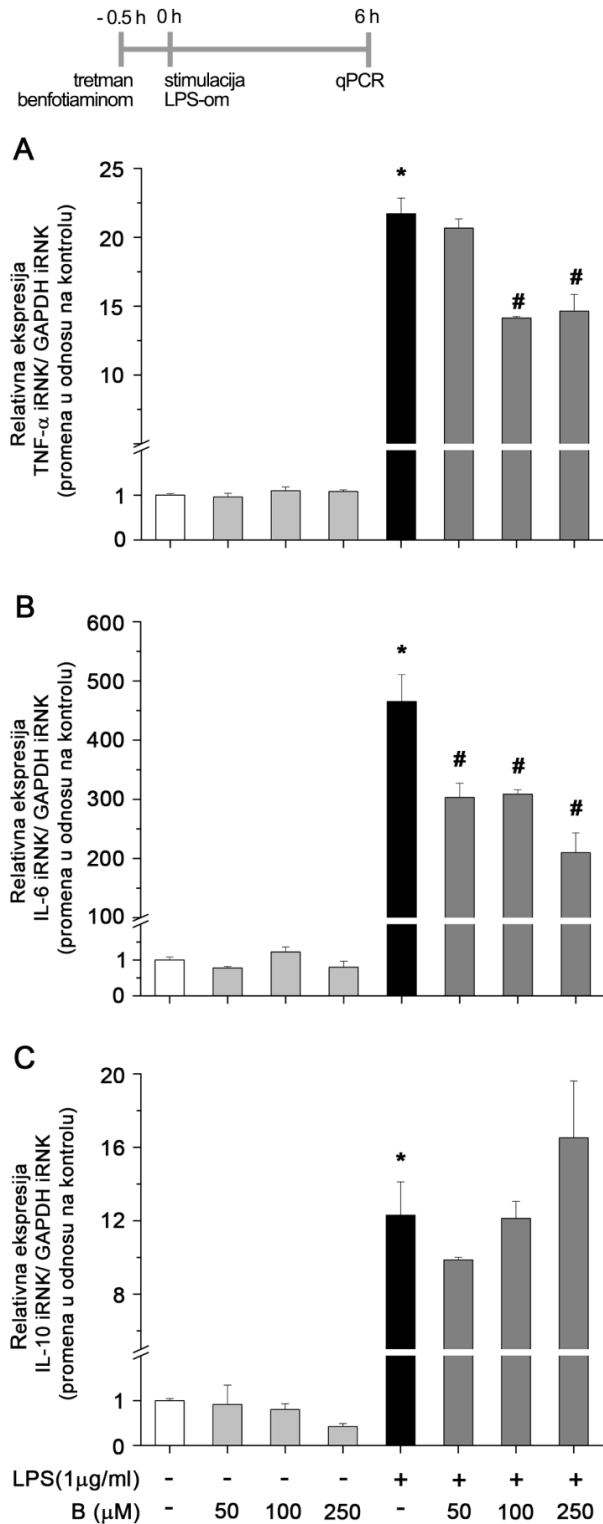 - 0.5 h 0 h 6 h
tretman stimulacija qPCR
benfotiaminom LPS-om
A
Relativna ekspresija
TNF-α iRNK/ GAPDH iRNK
(promena u odnosu na kontrolu)
25
20
15
10
1
0
*
#
#
B
Relativna ekspresija
IL-6 iRNK/ GAPDH iRNK
(promena u odnosu na kontrolu)
600
500
400
300
200
100
1
0
*
#
#
#
C
Relativna ekspresija
IL-10 iRNK/ GAPDH iRNK
(promena u odnosu na kontrolu)
20
16
12
8
1
0
*
LPS(1μg/ml) - - - - + + + +
B (μM) - 50 100 250 - 50 100 250